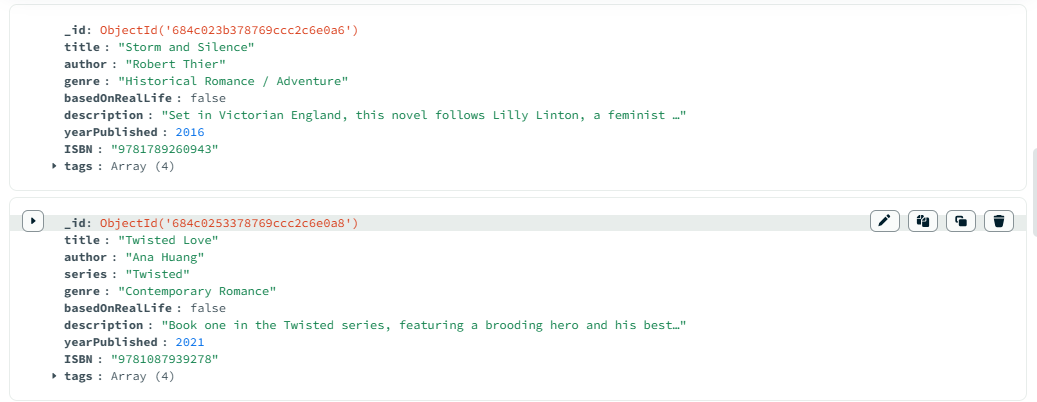 _id: ObjectId('684c023b378769ccc2c6e0a6')
title : "Storm and Silence"
author : "Robert Thier"
genre : "Historical Romance / Adventure"
basedOnRealLife : false
description : "Set in Victorian England, this novel follows Lilly Linton, a feminist …"
yearPublished : 2016
ISBN : "9781789260943"
tags : Array (4)
_id: ObjectId('684c0253378769ccc2c6e0a8')
title : "Twisted Love"
author : "Ana Huang"
series : "Twisted"
genre : "Contemporary Romance"
basedOnRealLife : false
description : "Book one in the Twisted series, featuring a brooding hero and his best…"
yearPublished : 2021
ISBN : "9781087939278"
tags : Array (4)